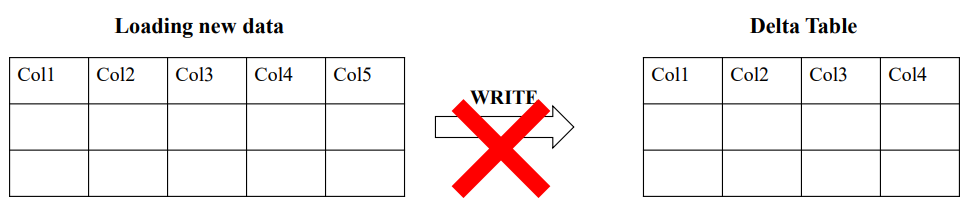 Loading new data
Delta Table
Col1 Col2 Col3 Col4 Col5
WRITE
Col1 Col2 Col3 Col4